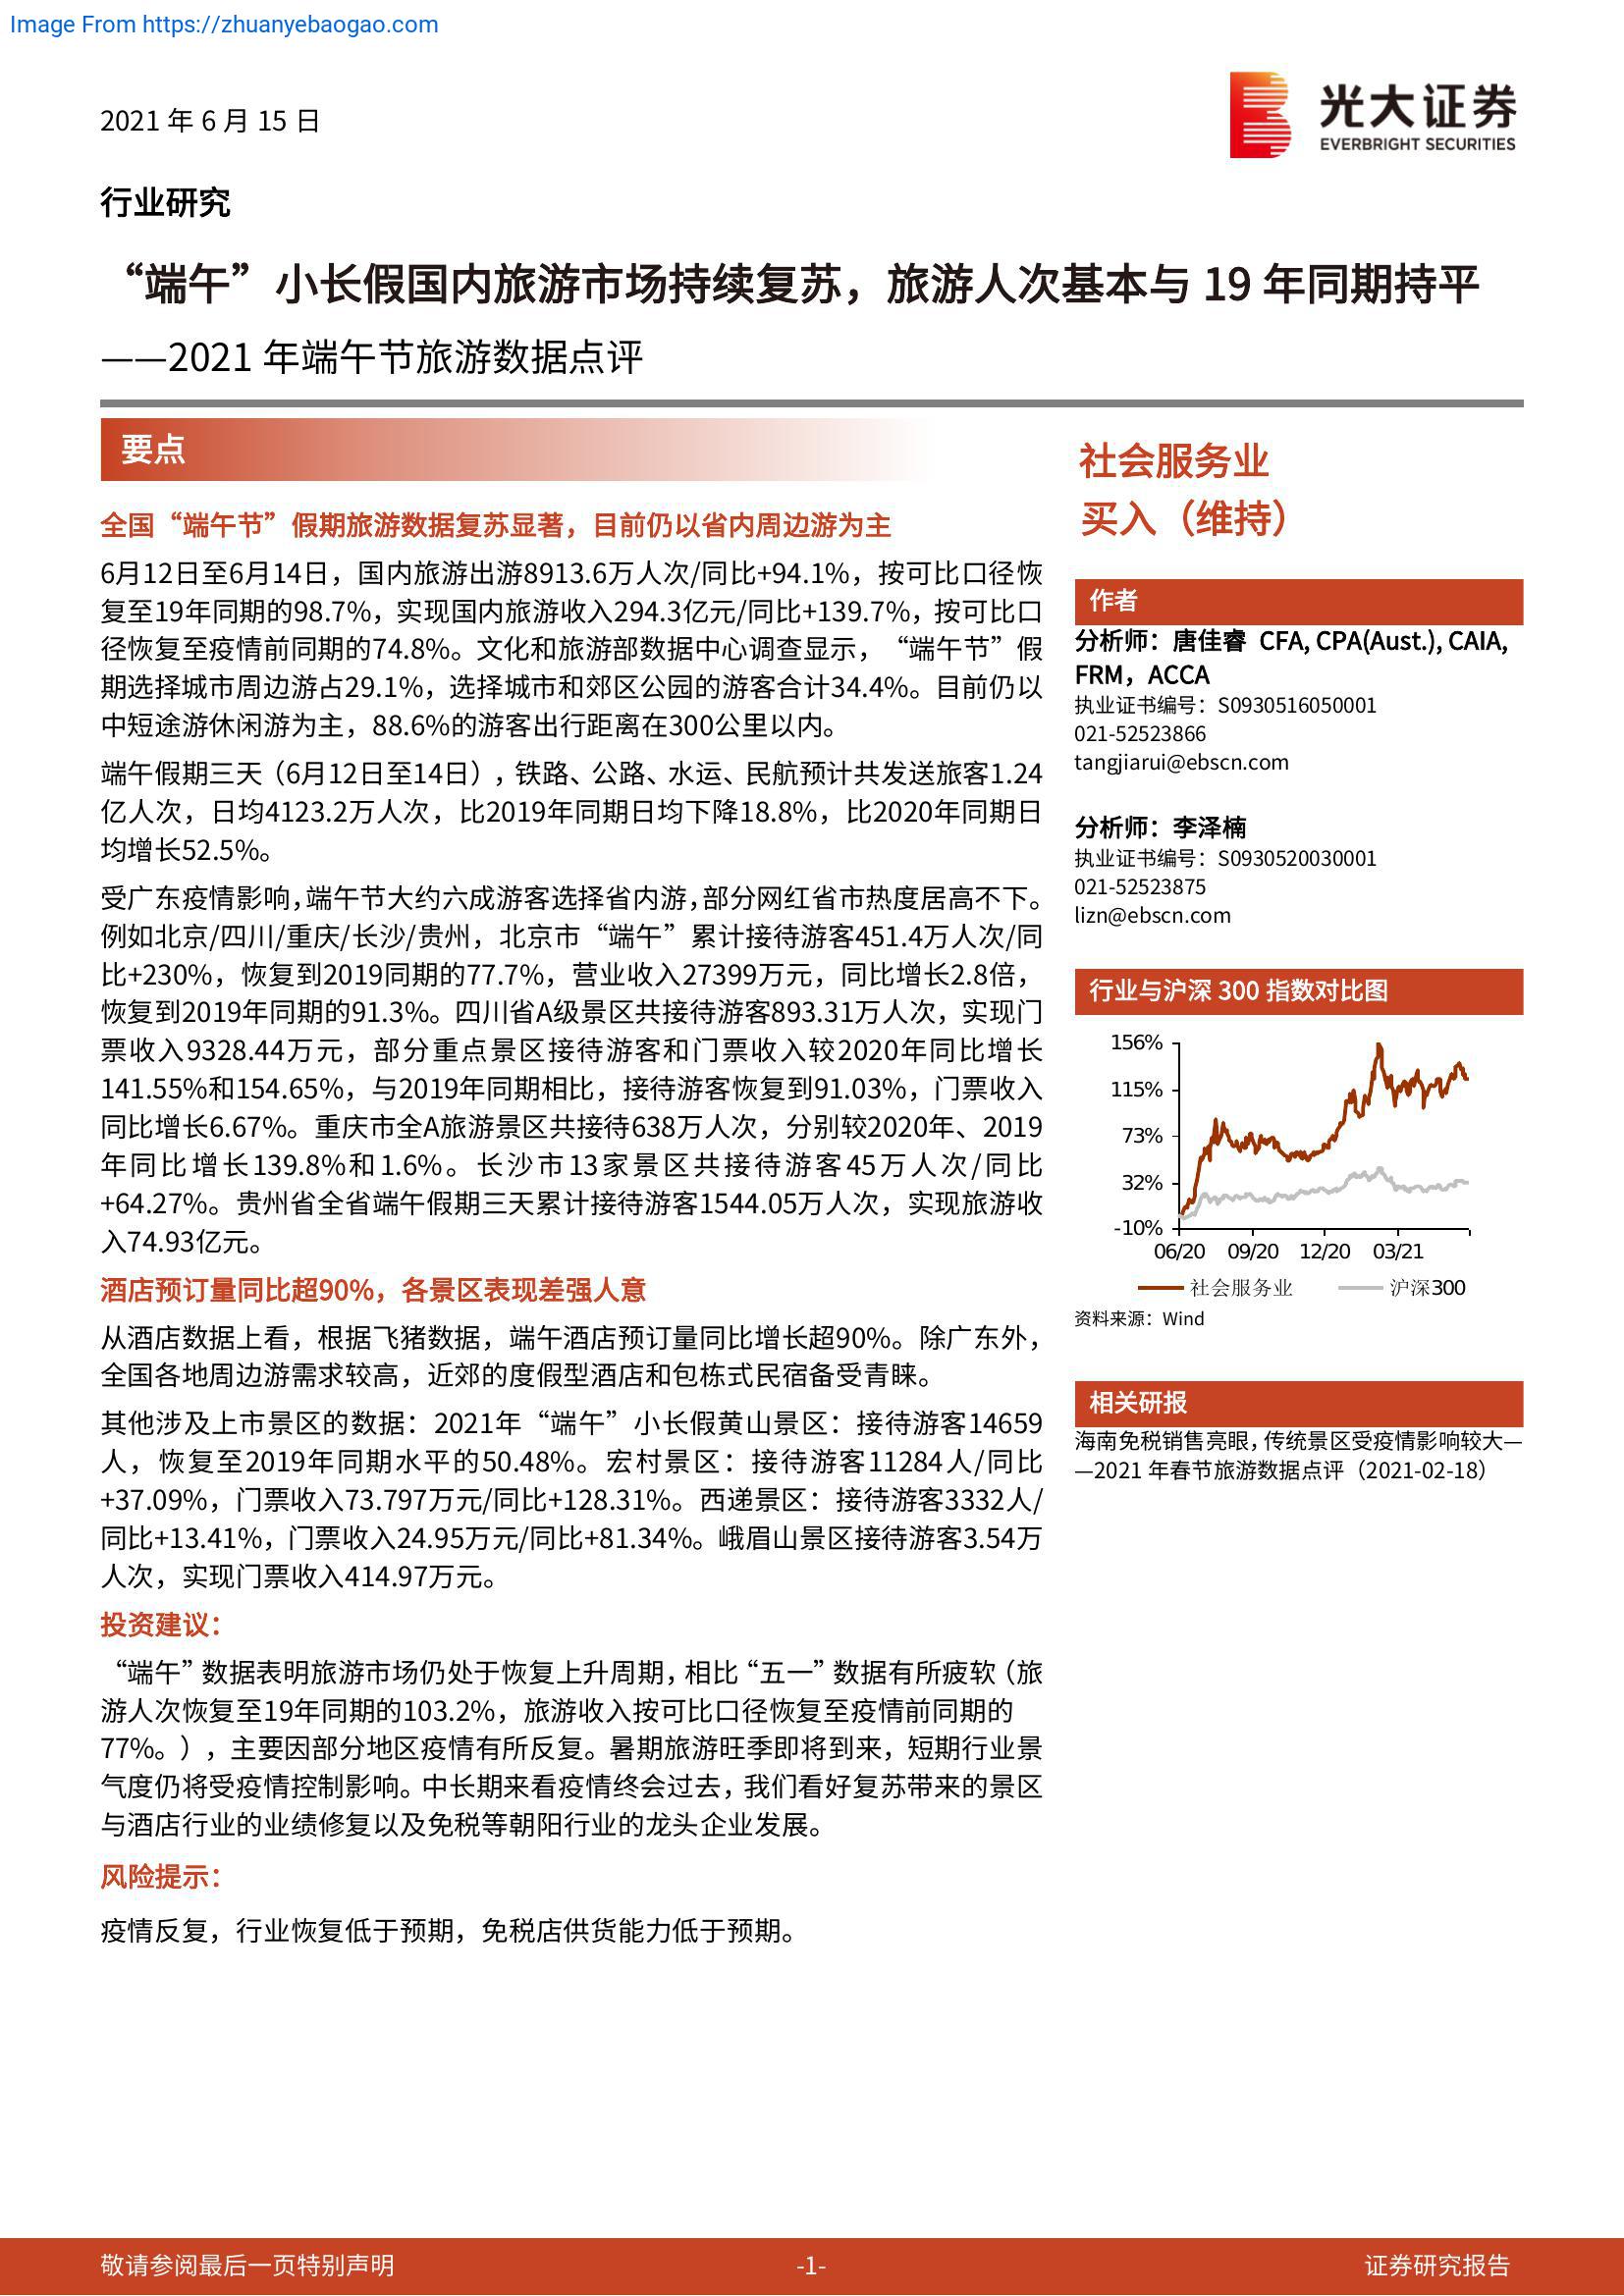 Image From https://zhuanyebaogao.com
2021 年 6 月 15 日
光大证券
EVERBRIGHT SECURITIES
行业研究
“端午”小长假国内旅游市场持续复苏，旅游人次基本与 19 年同期持平
——2021 年端午节旅游数据点评
要点
全国“端午节”假期旅游数据复苏显著，目前仍以省内周边游为主
6月12日至6月14日，国内旅游出游8913.6万人次/同比+94.1%，按可比口径恢
复至19年同期的98.7%，实现国内旅游收入294.3亿元/同比+139.7%，按可比口
径恢复至疫情前同期的74.8%。文化和旅游部数据中心调查显示，“端午节”假
期选择城市周边游占29.1%，选择城市和郊区公园的游客合计34.4%。目前仍以
中短途游休闲游为主，88.6%的游客出行距离在300公里以内。
端午假期三天（6月12日至14日），铁路、公路、水运、民航预计共发送旅客1.24
亿人次，日均4123.2万人次，比2019年同期日均下降18.8%，比2020年同期日
均增长52.5%。
受广东疫情影响，端午节大约六成游客选择省内游，部分网红省市热度居高不下。
例如北京/四川/重庆/长沙/贵州，北京市“端午”累计接待游客451.4万人次/同
比+230%，恢复到2019同期的77.7%，营业收入27399万元，同比增长2.8倍，
恢复到2019年同期的91.3%。四川省A级景区共接待游客893.31万人次，实现门
票收入9328.44万元，部分重点景区接待游客和门票收入较2020年同比增长
141.55%和154.65%，与2019年同期相比，接待游客恢复到91.03%，门票收入
同比增长6.67%。重庆市全A旅游景区共接待638万人次，分别较2020年、2019
年同比增长139.8%和1.6%。长沙市13家景区共接待游客45万人次/同比
+64.27%。贵州省全省端午假期三天累计接待游客1544.05万人次，实现旅游收
入74.93亿元。
酒店预订量同比超90%，各景区表现差强人意
从酒店数据上看，根据飞猪数据，端午酒店预订量同比增长超90%。除广东外，
全国各地周边游需求较高，近郊的度假型酒店和包栋式民宿备受青睐。
其他涉及上市景区的数据：2021年“端午”小长假黄山景区：接待游客14659
人，恢复至2019年同期水平的50.48%。宏村景区：接待游客11284人/同比
+37.09%，门票收入73.797万元/同比+128.31%。西递景区：接待游客3332人/
同比+13.41%，门票收入24.95万元/同比+81.34%。峨眉山景区接待游客3.54万
人次，实现门票收入414.97万元。
投资建议：
“端午”数据表明旅游市场仍处于恢复上升周期，相比“五一”数据有所疲软（旅
游人次恢复至19年同期的103.2%，旅游收入按可比口径恢复至疫情前同期的
77%。），主要因部分地区疫情有所反复。暑期旅游旺季即将到来，短期行业景
气度仍将受疫情控制影响。中长期来看疫情终会过去，我们看好复苏带来的景区
与酒店行业的业绩修复以及免税等朝阳行业的龙头企业发展。
风险提示：
疫情反复，行业恢复低于预期，免税店供货能力低于预期。
社会服务业
买入（维持）
作者
分析师：唐佳睿 CFA, CPA(Aust.), CAIA,
FRM，ACCA
执业证书编号：S0930516050001
021-52523866
tangjiarui@ebscn.com
分析师：李泽楠
执业证书编号：S0930520030001
021-52523875
lizn@ebscn.com
行业与沪深 300 指数对比图
156%
115%
73%
32%
-10%
06/20 09/20 12/20 03/21
社会服务业 沪深300
资料来源：Wind
相关研报
海南免税销售亮眼，传统景区受疫情影响较大—
—2021 年春节旅游数据点评（2021-02-18）
敬请参阅最后一页特别声明 -1- 证券研究报告